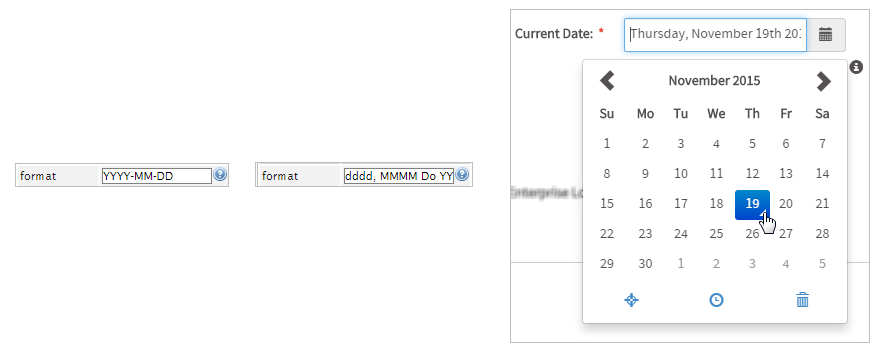 format YYYY-MM-DD
format dddd, MMMM Do YY
Current Date: * Thursday, November 19th 201
November 2015
Su Mo Tu We Th Fr Sa
1 2 3 4 5 6 7
8 9 10 11 12 13 14
15 16 17 18 19 20 21
22 23 24 25 26 27 28
29 30 1 2 3 4 5
Enterprise Lo